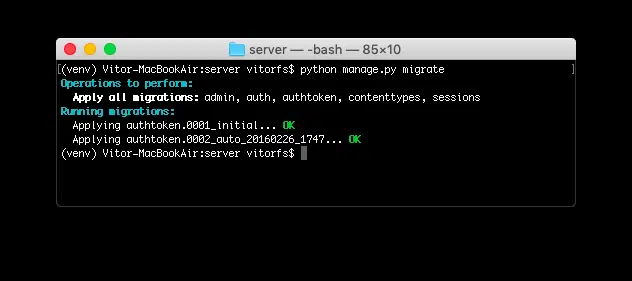 server — -bash — 85×10
[(venv) Vitor-MacBookAir:server vitorfs$ python manage.py migrate ]
Operations to perform:
  Apply all migrations: admin, auth, authtoken, contenttypes, sessions
Running migrations:
  Applying authtoken.0001_initial... OK
  Applying authtoken.0002_auto_20160226_1747... OK
(venv) Vitor-MacBookAir:server vitorfs$